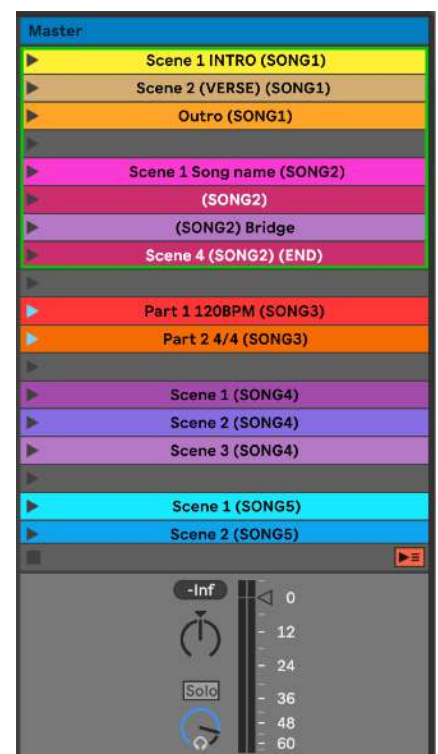 Master
Scene 1 INTRO (SONG1)
Scene 2 (VERSE) (SONG1)
Outro (SONG1)
Scene 1 Song name (SONG2)
(SONG2)
(SONG2) Bridge
Scene 4 (SONG2) (END)
Part 1 120BPM (SONG3)
Part 2 4/4 (SONG3)
Scene 1 (SONG4)
Scene 2 (SONG4)
Scene 3 (SONG4)
Scene 1 (SONG5)
Scene 2 (SONG5)
-Inf
0
12
24
Solo
36
48
60